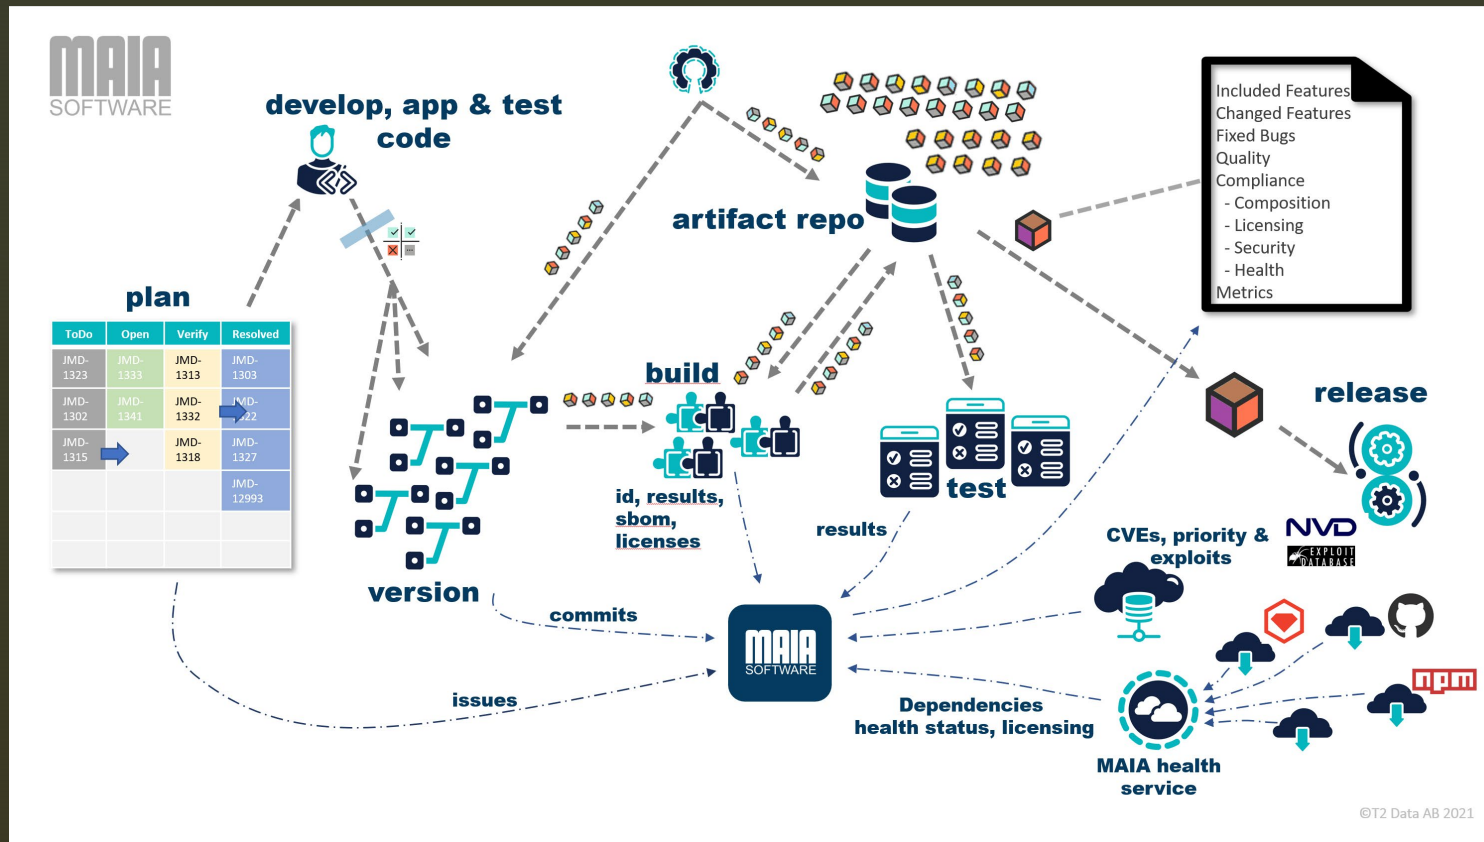 MAIA
SOFTWARE
develop, app & test
code
artifact repo
Included Features
Changed Features
Fixed Bugs
Quality
Compliance
- Composition
- Licensing
- Security
- Health
Metrics
plan
ToDo Open Verify Resolved
JMD-1323 JMD-1333 JMD-1313 JMD-1303
JMD-1302 JMD-1341 JMD-1332 22
JMD-1315 JMD-1318 JMD-1327
JMD-12993
build
release
id, results,
sbom,
licenses
test
results
CVEs, priority &
exploits
NVD
EXPLOIT
DATABASE
version
commits
MAIA
SOFTWARE
issues
Dependencies
health status, licensing
npm
MAIA health
service
©T2 Data AB 2021